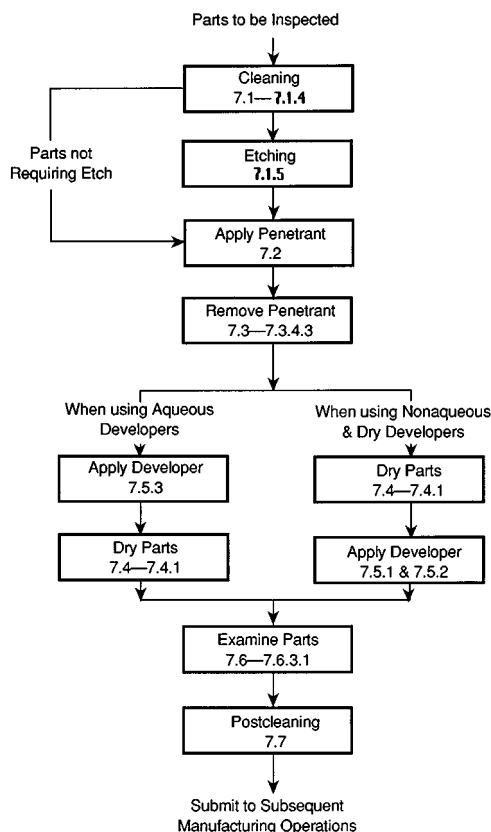 Parts to be Inspected
Cleaning
7.1—7.1.4
Parts not
Requiring Etch
Etching
7.1.5
Apply Penetrant
7.2
Remove Penetrant
7.3—7.3.4.3
When using Aqueous
Developers
Apply Developer
7.5.3
Dry Parts
7.4—7.4.1
When using Nonaqueous
& Dry Developers
Dry Parts
7.4—7.4.1
Apply Developer
7.5.1 & 7.5.2
Examine Parts
7.6—7.6.3.1
Postcleaning
7.7
Submit to Subsequent
Manufacturing Operations